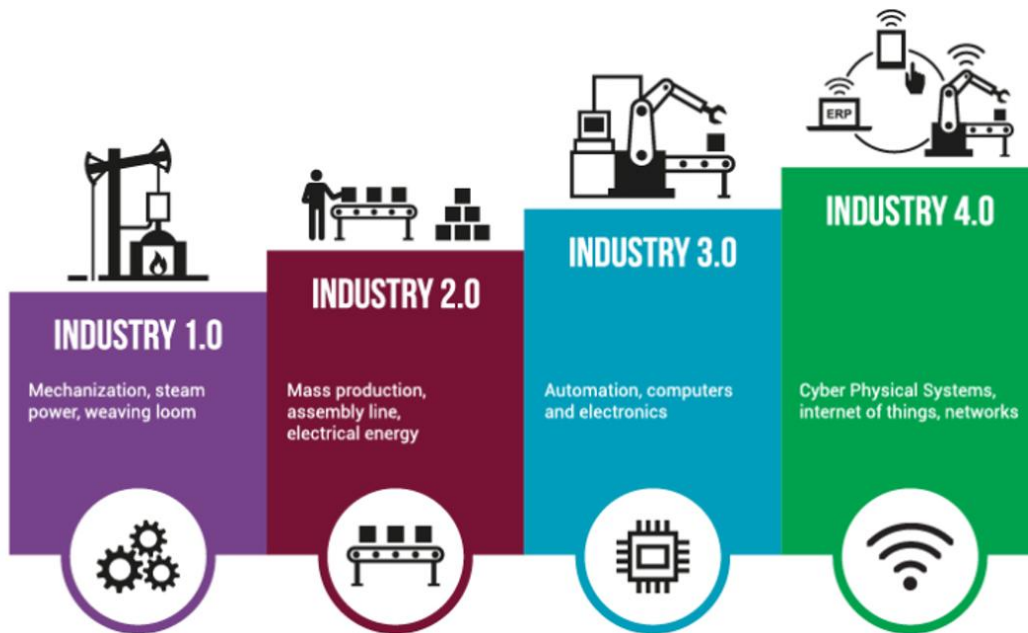 ERP
INDUSTRY 1.0
Mechanization, steam
power, weaving loom
INDUSTRY 2.0
Mass production,
assembly line,
electrical energy
INDUSTRY 3.0
Automation, computers
and electronics
INDUSTRY 4.0
Cyber Physical Systems,
internet of things, networks